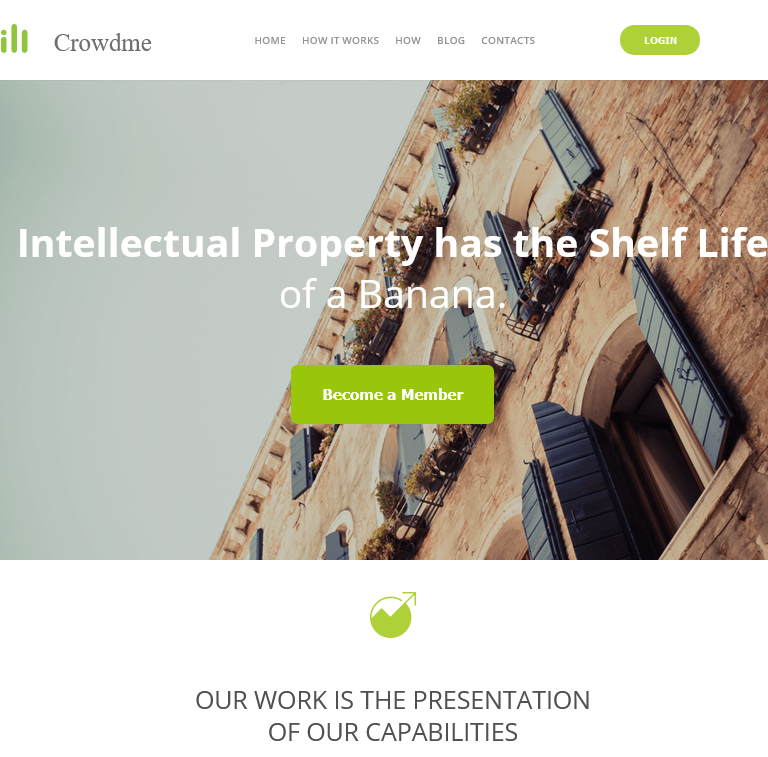 Crowdme
HOME HOW IT WORKS HOW BLOG CONTACTS
LOGIN
Intellectual Property has the Shelf Life
of a Banana.
Become a Member
OUR WORK IS THE PRESENTATION
OF OUR CAPABILITIES